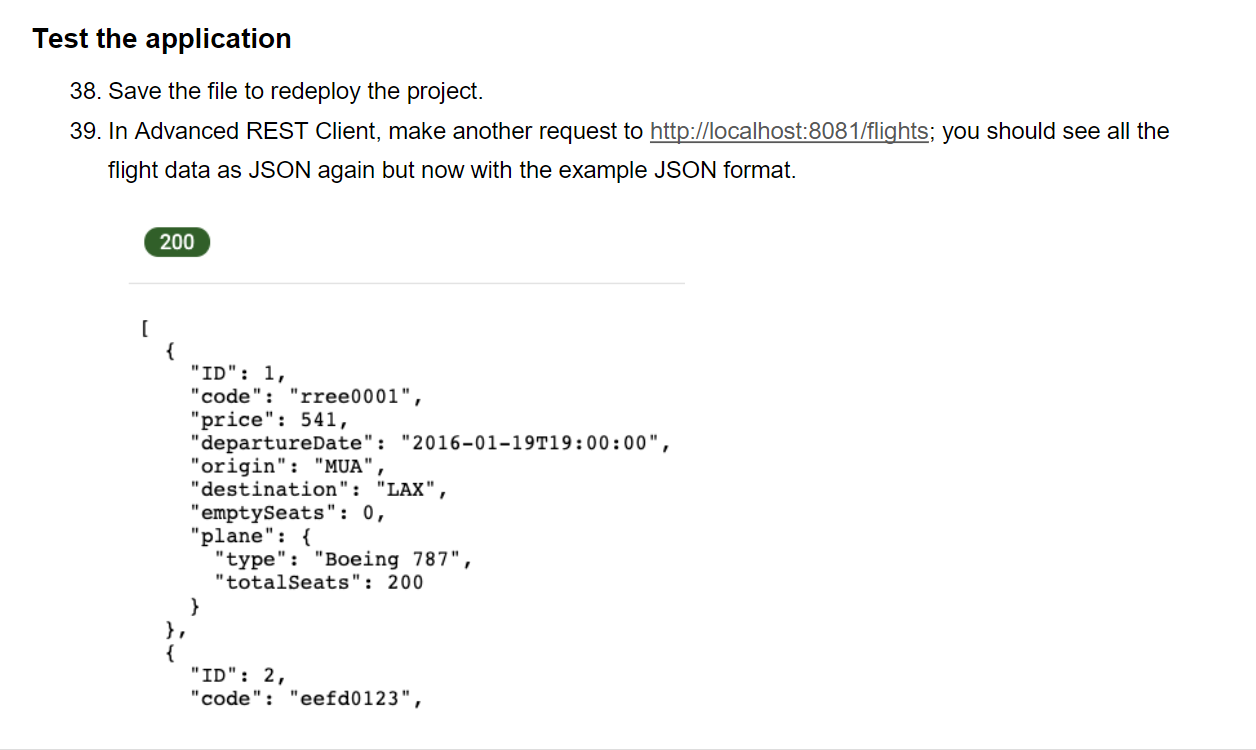 Test the application
38. Save the file to redeploy the project.
39. In Advanced REST Client, make another request to http://localhost:8081/flights; you should see all the
flight data as JSON again but now with the example JSON format.
200
[
{
"ID": 1,
"code": "rree0001",
"price": 541,
"departureDate": "2016-01-19T19:00:00",
"origin": "MUA",
"destination": "LAX",
"emptySeats": 0,
"plane": {
"type": "Boeing 787",
"totalSeats": 200
}
},
{
"ID": 2,
"code": "eefd0123",